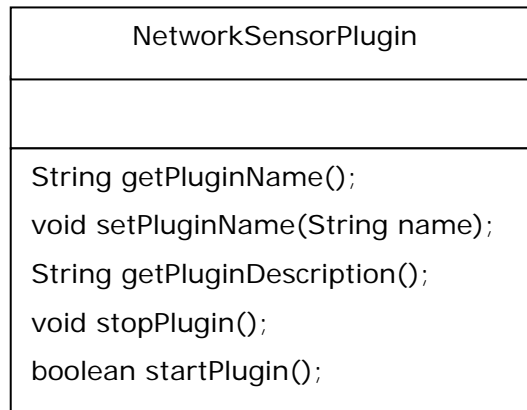 NetworkSensorPlugin
String getPluginName();
void setPluginName(String name);
String getPluginDescription();
void stopPlugin();
boolean startPlugin();